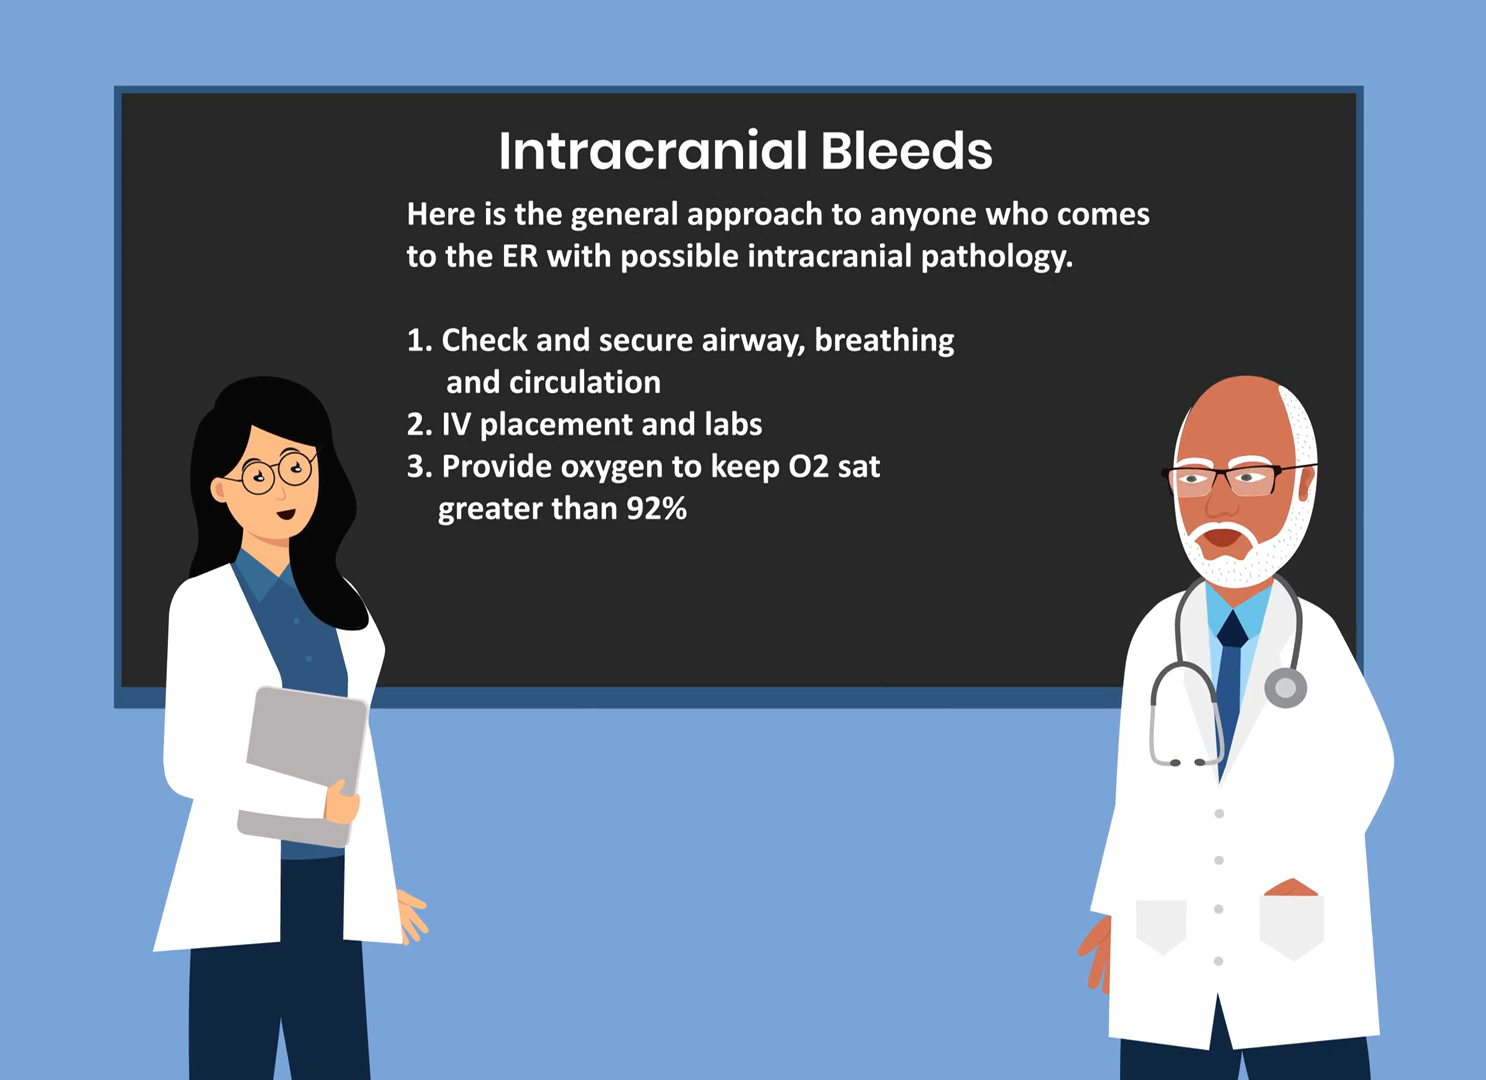 Intracranial Bleeds
Here is the general approach to anyone who comes
to the ER with possible intracranial pathology.
1. Check and secure airway, breathing
and circulation
2. IV placement and labs
3. Provide oxygen to keep O2 sat
greater than 92%